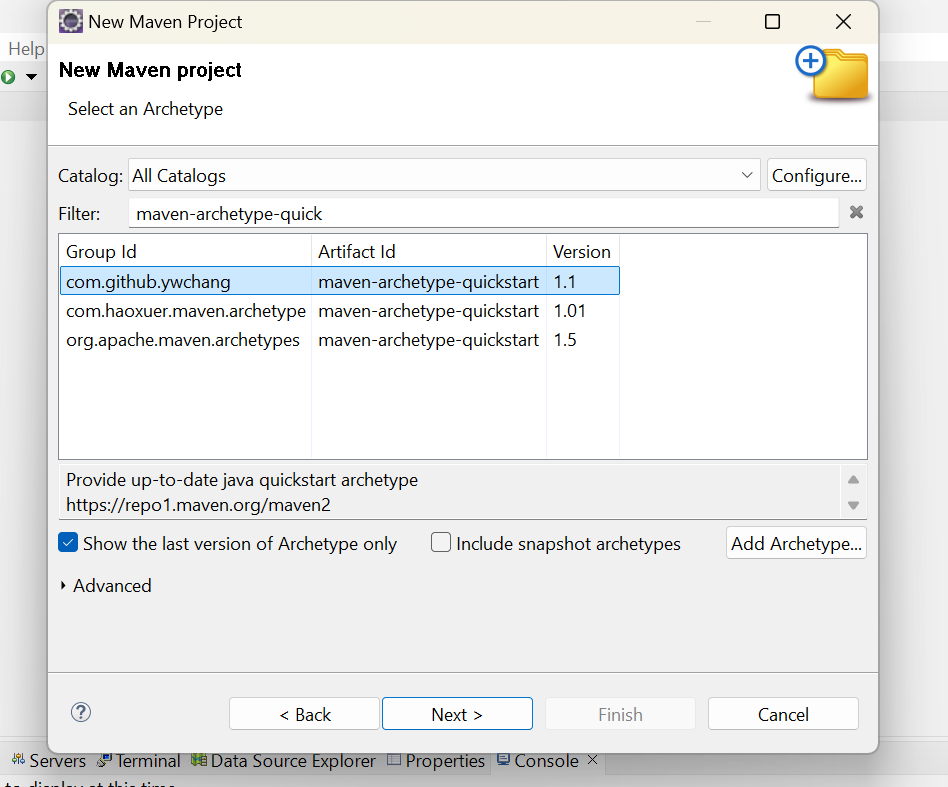 New Maven Project
Help
New Maven project
Select an Archetype
Catalog: All Catalogs Configure...
Filter: maven-archetype-quick
Group Id Artifact Id Version
com.github.ywchang maven-archetype-quickstart 1.1
com.haoxuer.maven.archetype maven-archetype-quickstart 1.01
org.apache.maven.archetypes maven-archetype-quickstart 1.5
Provide up-to-date java quickstart archetype
https://repo1.maven.org/maven2
Show the last version of Archetype only Include snapshot archetypes Add Archetype...
Advanced
? < Back Next > Finish Cancel
Servers Terminal Data Source Explorer Properties Console
to display at this time.